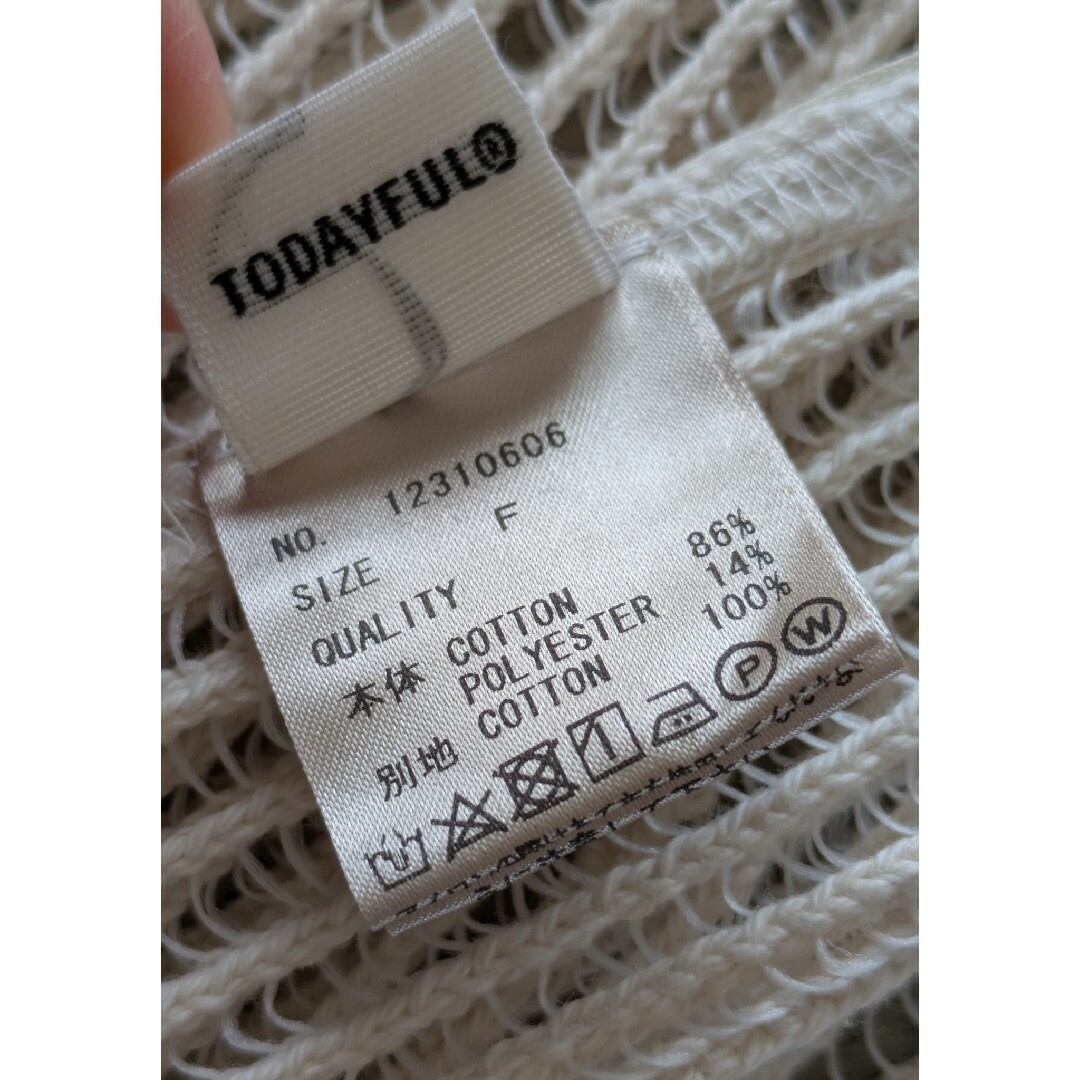 TODAYFUL®
NO. 12310606
SIZE F
QUALITY
本体 COTTON 86%
POLYESTER 14%
別地 COTTON 100%
P W